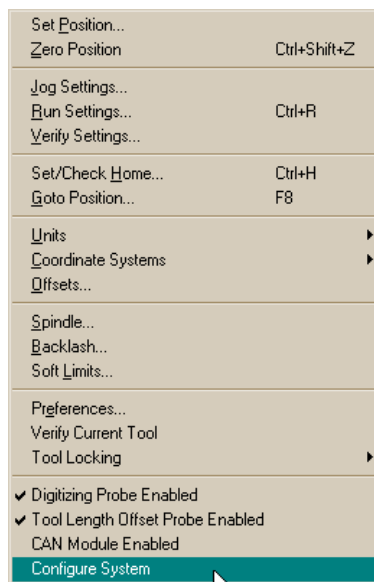 Set Position...
Zero Position Ctrl+Shift+Z
Jog Settings...
Run Settings... Ctrl+R
Verify Settings...
Set/Check Home... Ctrl+H
Goto Position... F8
Units
Coordinate Systems
Offsets...
Spindle...
Backlash...
Soft Limits...
Preferences...
Verify Current Tool
Tool Locking
Digitizing Probe Enabled
Tool Length Offset Probe Enabled
CAN Module Enabled
Configure System